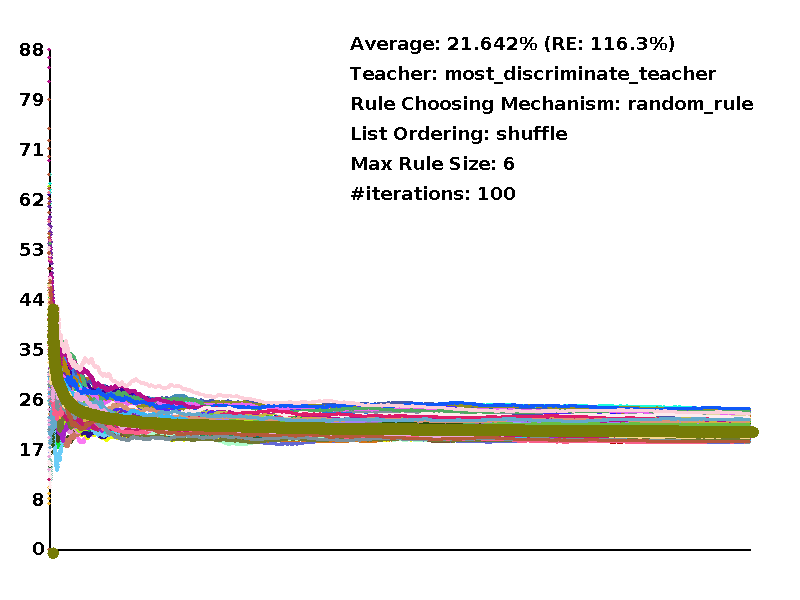 Average: 21.642% (RE: 116.3%)
Teacher: most_discriminate_teacher
Rule Choosing Mechanism: random_rule
List Ordering: shuffle
Max Rule Size: 6
#iterations: 100
88
79
71
62
53
44
35
26
17
8
0